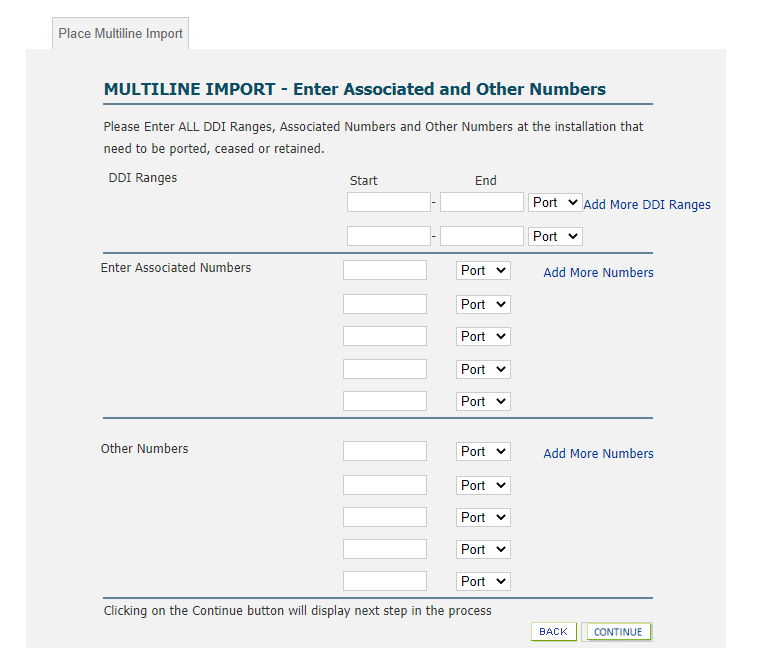 Place Multiline Import
MULTILINE IMPORT - Enter Associated and Other Numbers
Please Enter ALL DDI Ranges, Associated Numbers and Other Numbers at the installation that
need to be ported, ceased or retained.
DDI Ranges
Start End
- Port Add More DDI Ranges
- Port
Enter Associated Numbers Port Add More Numbers
Port
Port
Port
Port
Other Numbers Port Add More Numbers
Port
Port
Port
Port
Clicking on the Continue button will display next step in the process
BACK CONTINUE